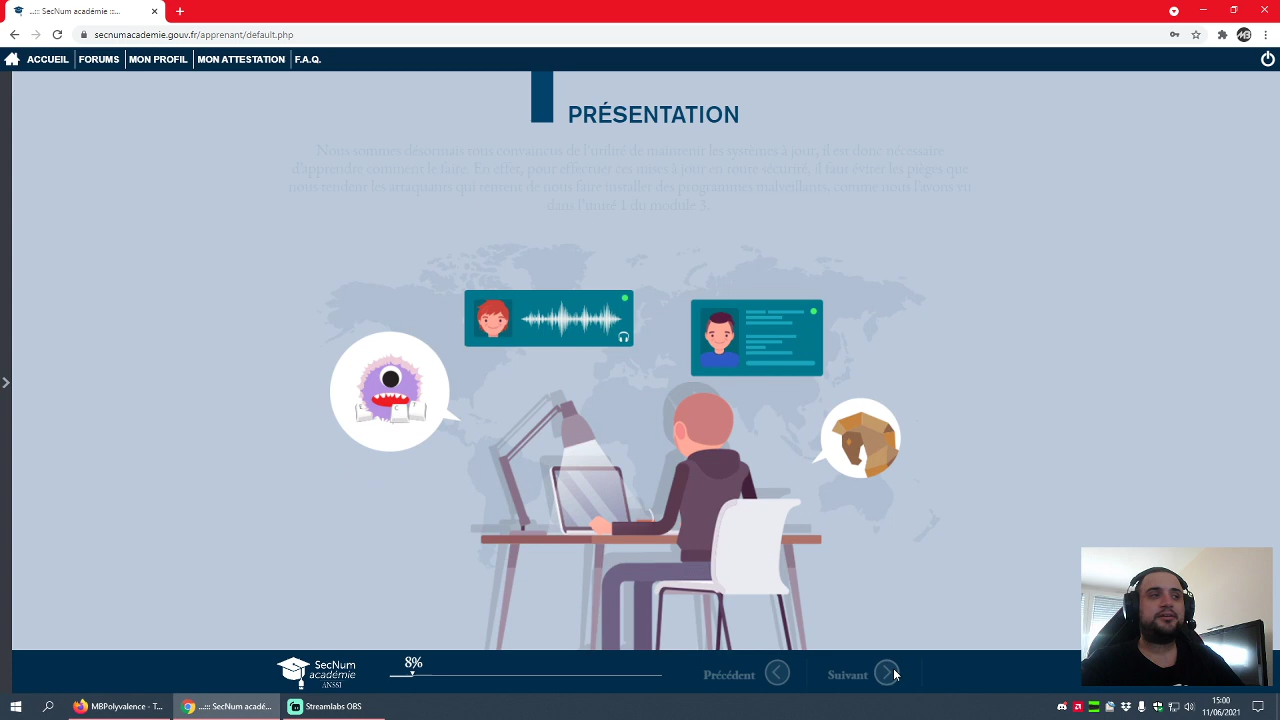 ..:: SecNum académie ::..
secnumacademie.gouv.fr/apprenant/default.php
ACCUEIL
FORUMS
MON PROFIL
MON ATTESTATION
F.A.Q.
PRÉSENTATION
Nous sommes désormais tous convaincus de l'utilité de maintenir les systèmes à jour, il est donc nécessaire
d'apprendre comment le faire. En effet, pour effectuer ces mises à jour en toute sécurité, il faut éviter les pièges que
nous tendent les attaquants qui tentent de nous faire installer des programmes malveillants, comme nous l'avons vu
dans l'unité 1 du module 3.
SecNum
académie
ANSSI
8%
Précédent
Suivant
MBPolyvalence - T...
..::: SecNum acadé...
Streamlabs OBS
15:00
11/06/2021